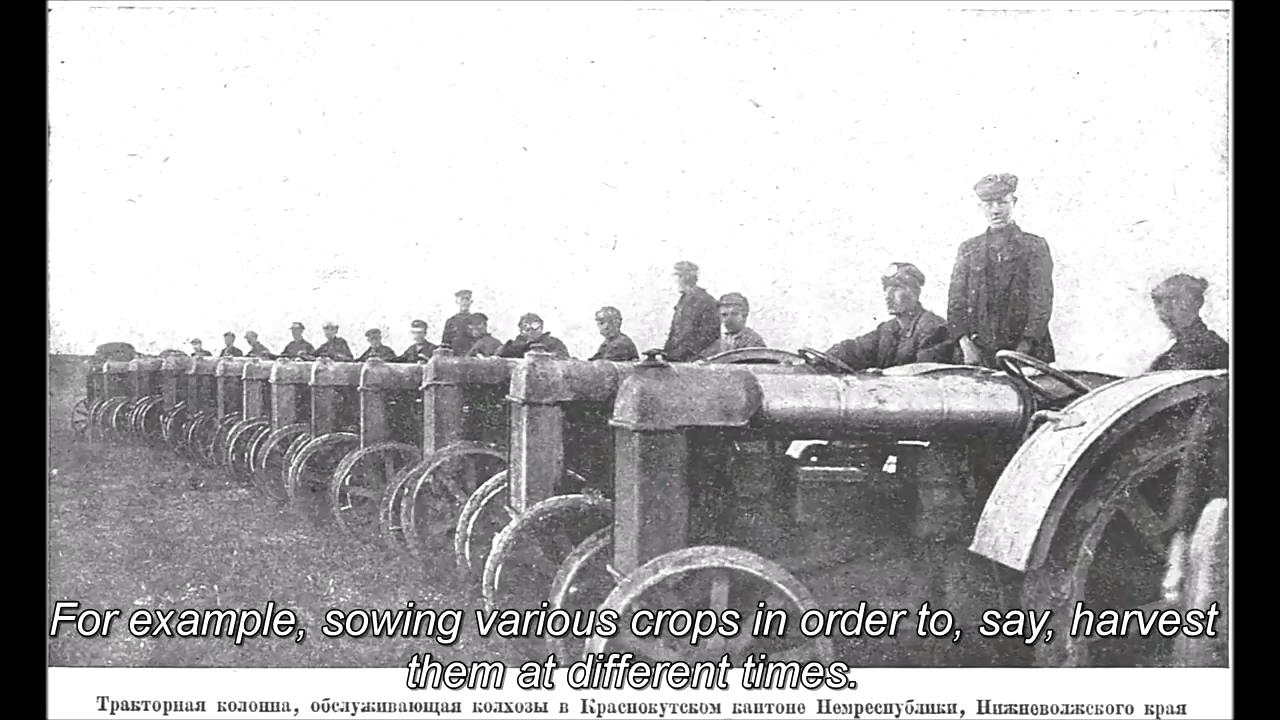 For example, sowing various crops in order to, say, harvest
them at different times.
Тракторная колонна, обслуживающая колхозы в Краснокутском кантоне Немреспублики, Нижневолжского края